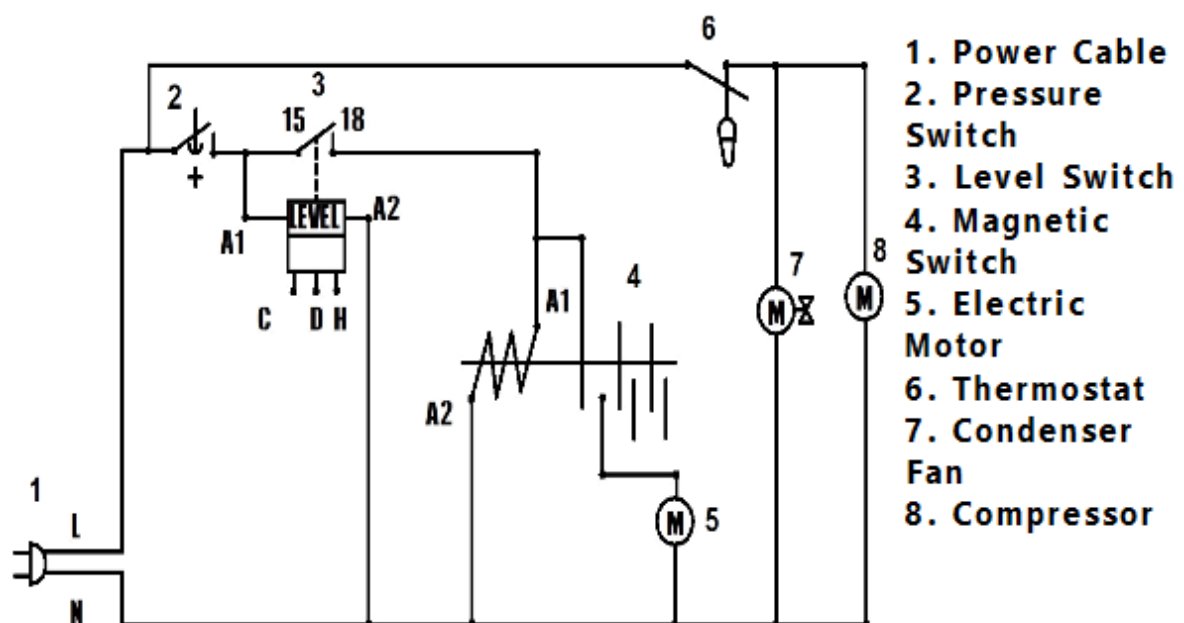 6
1. Power Cable
2. Pressure
Switch
3. Level Switch
4. Magnetic
Switch
5. Electric
Motor
6. Thermostat
7. Condenser
Fan
8. Compressor
2
3
15 18
+
LEVEL
A1
A2
C D H
A1
4
7
8
M
M
A2
1
L
N
M
5